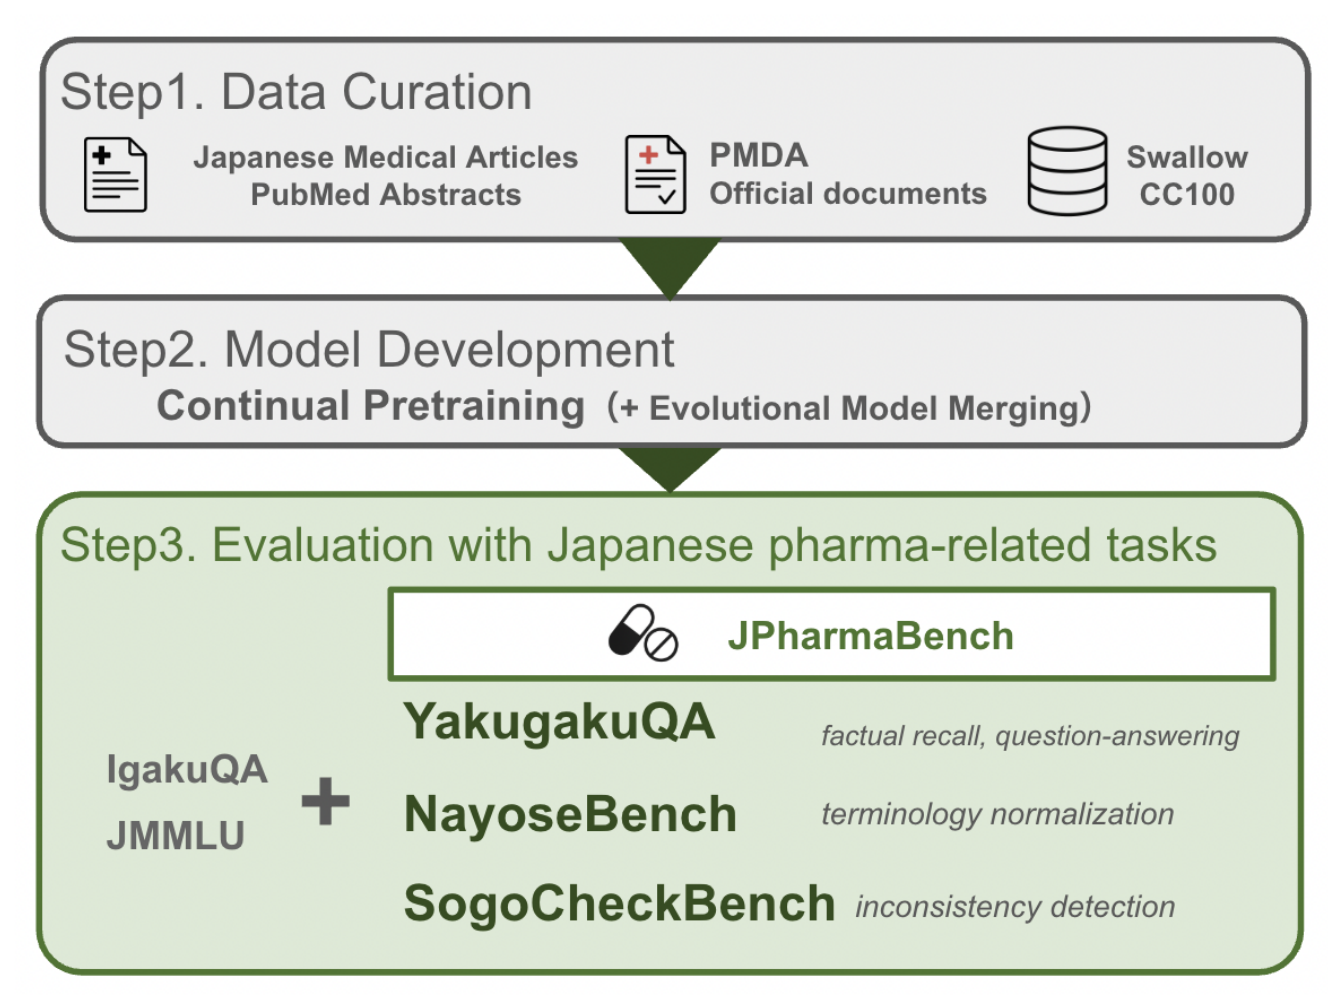 Step1. Data Curation
Japanese Medical Articles
PubMed Abstracts
PMDA
Official documents
Swallow
CC100
Step2. Model Development
Continual Pretraining (+ Evolutional Model Merging)
Step3. Evaluation with Japanese pharma-related tasks
JPharmaBench
IgakuQA
JMMLU
+
YakugakuQA factual recall, question-answering
NayoseBench terminology normalization
SogoCheckBench inconsistency detection